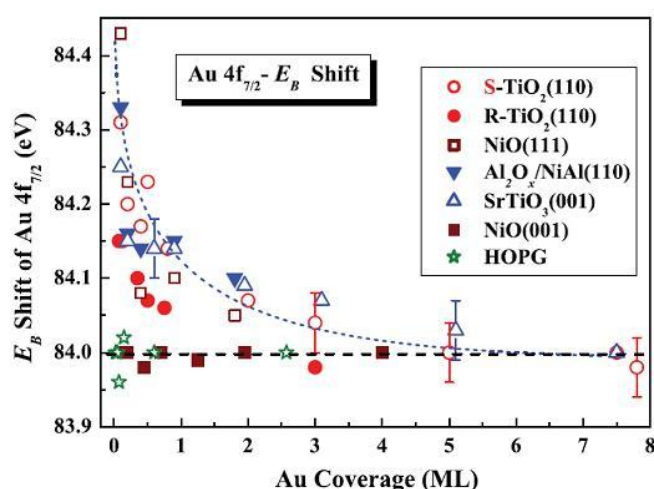 Au 4f7/2- EB Shift
S-TiO2(110)
R-TiO2(110)
NiO(111)
Al2Ox/NiAl(110)
SrTiO3(001)
NiO(001)
HOPG
EB Shift of Au 4f7/2 (eV)
84.4
84.3
84.2
84.1
84.0
83.9
0 1 2 3 4 5 6 7 8
Au Coverage (ML)